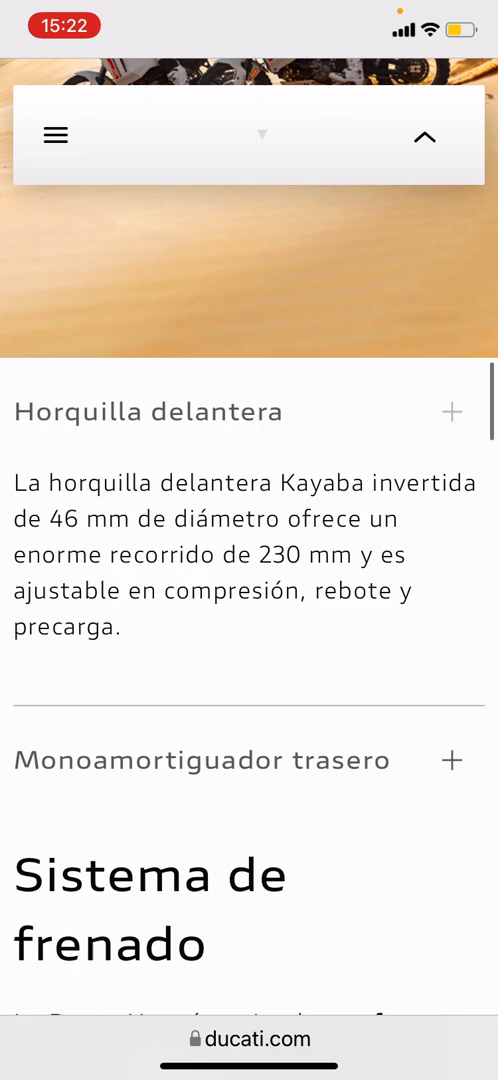 15:22
Horquilla delantera
La horquilla delantera Kayaba invertida
de 46 mm de diámetro ofrece un
enorme recorrido de 230 mm y es
ajustable en compresión, rebote y
precarga.
Monoamortiguador trasero
Sistema de
frenado
ducati.com